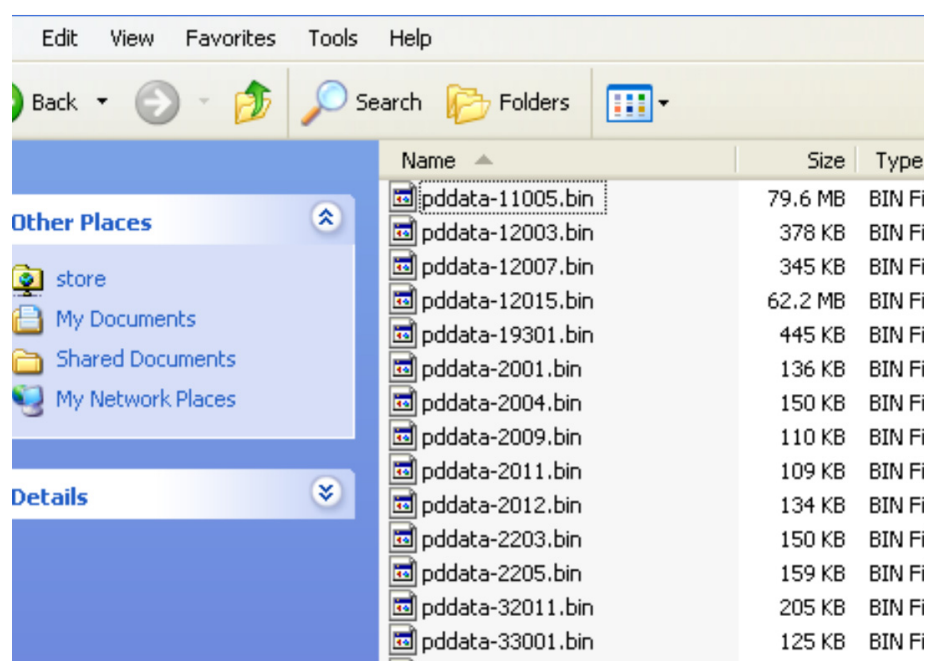 Edit View Favorites Tools Help
Back Search Folders
Name Size Type
Other Places
store
My Documents
Shared Documents
My Network Places
Details
pddata-11005.bin 79.6 MB BIN Fi
pddata-12003.bin 378 KB BIN Fi
pddata-12007.bin 345 KB BIN Fi
pddata-12015.bin 62.2 MB BIN Fi
pddata-19301.bin 445 KB BIN Fi
pddata-2001.bin 136 KB BIN Fi
pddata-2004.bin 150 KB BIN Fi
pddata-2009.bin 110 KB BIN Fi
pddata-2011.bin 109 KB BIN Fi
pddata-2012.bin 134 KB BIN Fi
pddata-2203.bin 150 KB BIN Fi
pddata-2205.bin 159 KB BIN Fi
pddata-32011.bin 205 KB BIN Fi
pddata-33001.bin 125 KB BIN Fi